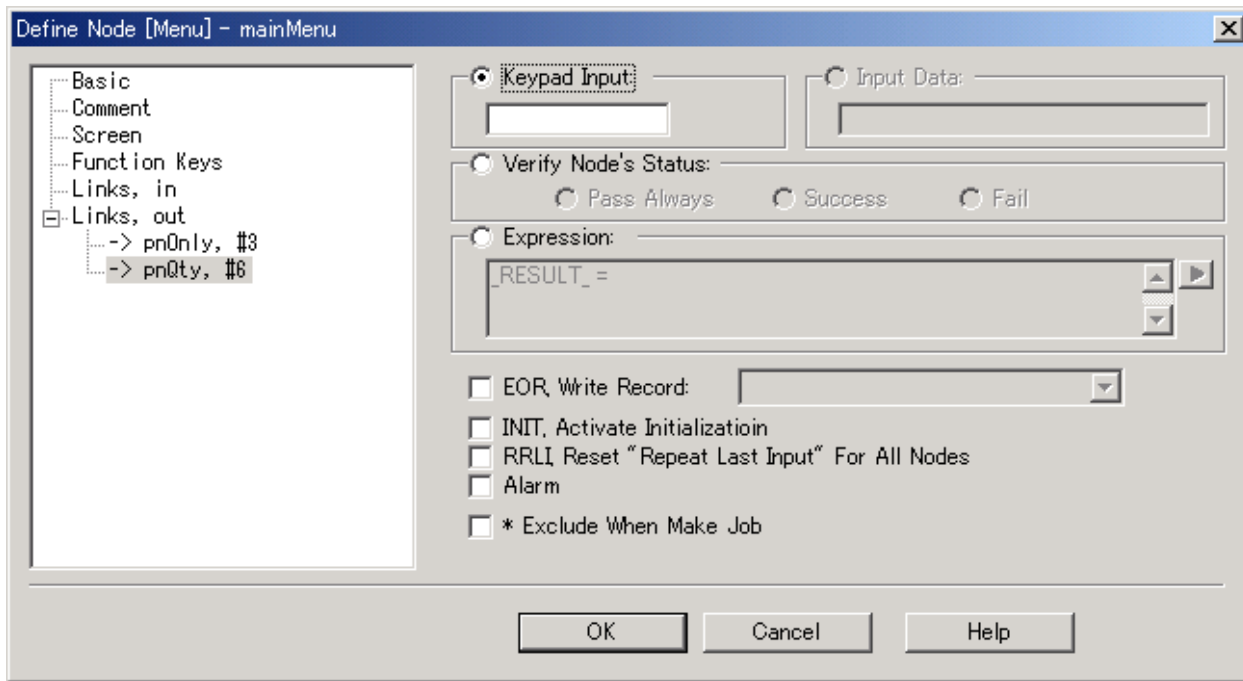 Define Node [Menu] - mainMenu
Basic
Comment
Screen
Function Keys
Links, in
Links, out
-> pnOnly, #3
-> pnQty, #6
Keypad Input:
Input Data:
Verify Node's Status:
Pass Always
Success
Fail
Expression:
_RESULT_ =
EOR, Write Record:
INIT, Activate Initializatioin
RRLI, Reset "Repeat Last Input" For All Nodes
Alarm
* Exclude When Make Job
OK
Cancel
Help